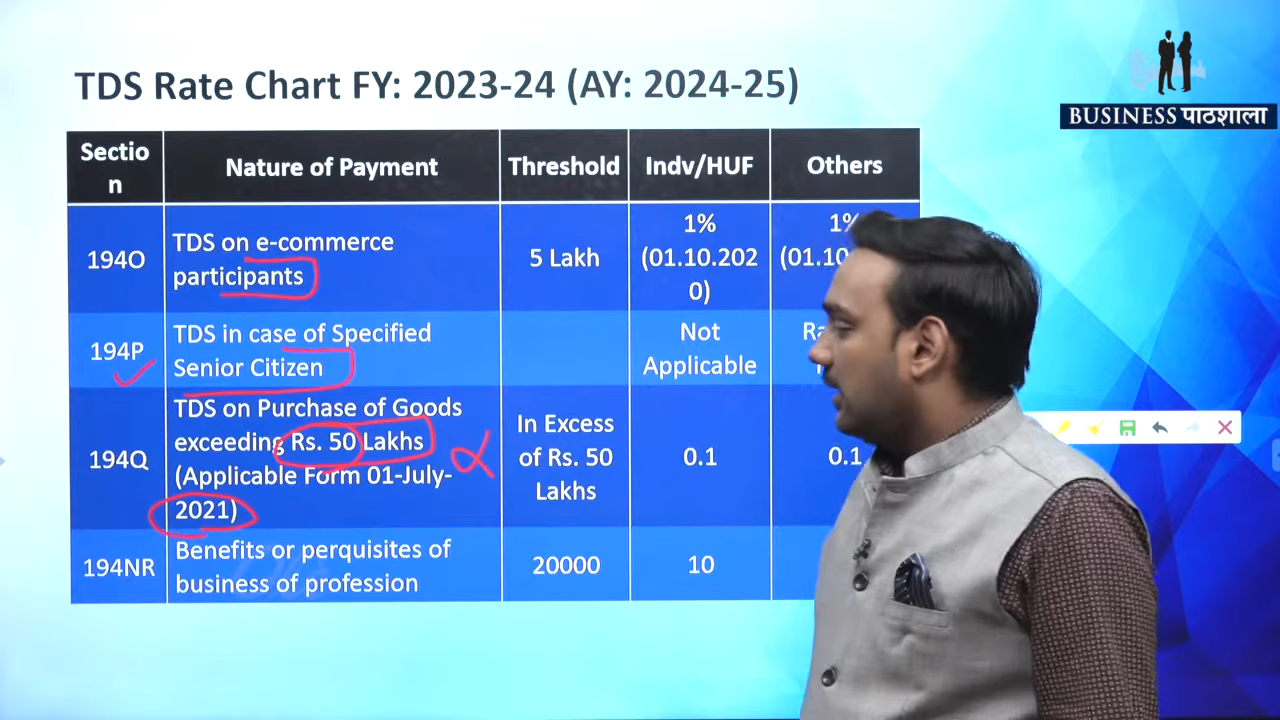 TDS Rate Chart FY: 2023-24 (AY: 2024-25)
BUSINESS पाठशाला
Sectio
n
Nature of Payment
Threshold
Indv/HUF
Others
194O
TDS on e-commerce
participants
5 Lakh
1%
(01.10.202
0)
1%
(01.10
194P
TDS in case of Specified
Senior Citizen
Not
Applicable
194Q
TDS on Purchase of Goods
exceeding Rs. 50 Lakhs
(Applicable Form 01-July-
2021)
In Excess
of Rs. 50
Lakhs
0.1
0.1
194NR
Benefits or perquisites of
business of profession
20000
10